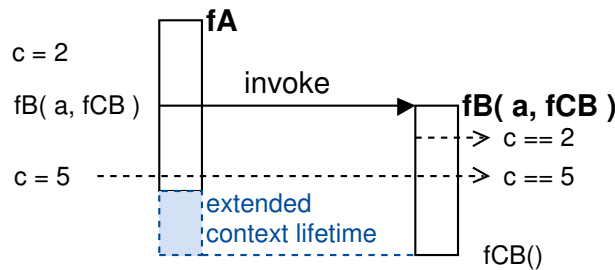 fA
c = 2
invoke
fB( a, fCB )
fB( a, fCB )
c == 2
c = 5
c == 5
extended
context lifetime
fCB()